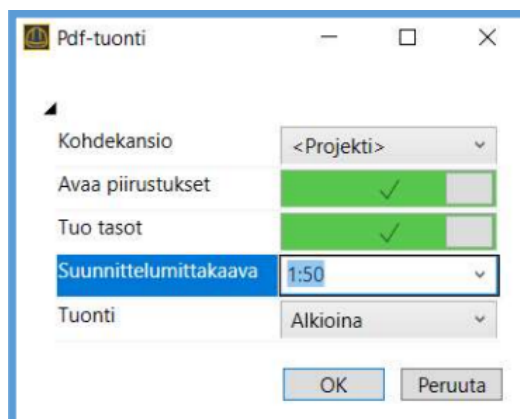 Pdf-tuonti
Kohdekansio <Projekti>
Avaa piirustukset
Tuo tasot
Suunnittelumittakaava 1:50
Tuonti Alkioina
OK Peruuta